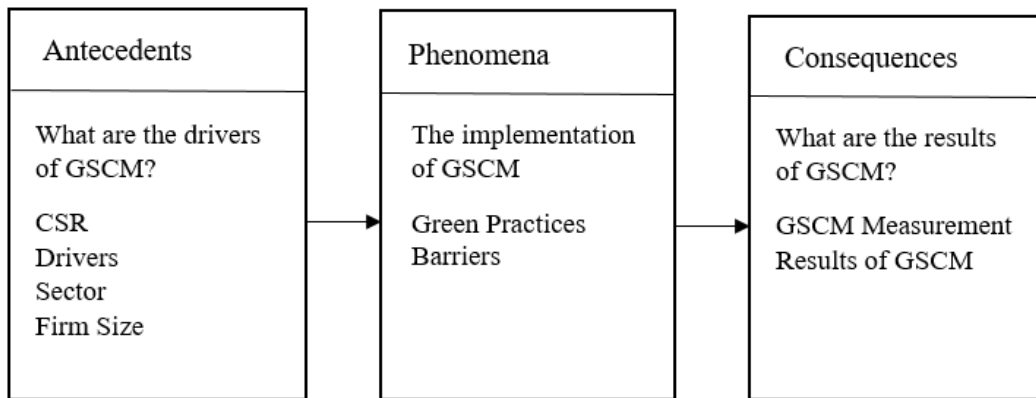 Antecedents
What are the drivers
of GSCM?
CSR
Drivers
Sector
Firm Size
Phenomena
The implementation
of GSCM
Green Practices
Barriers
Consequences
What are the results
of GSCM?
GSCM Measurement
Results of GSCM